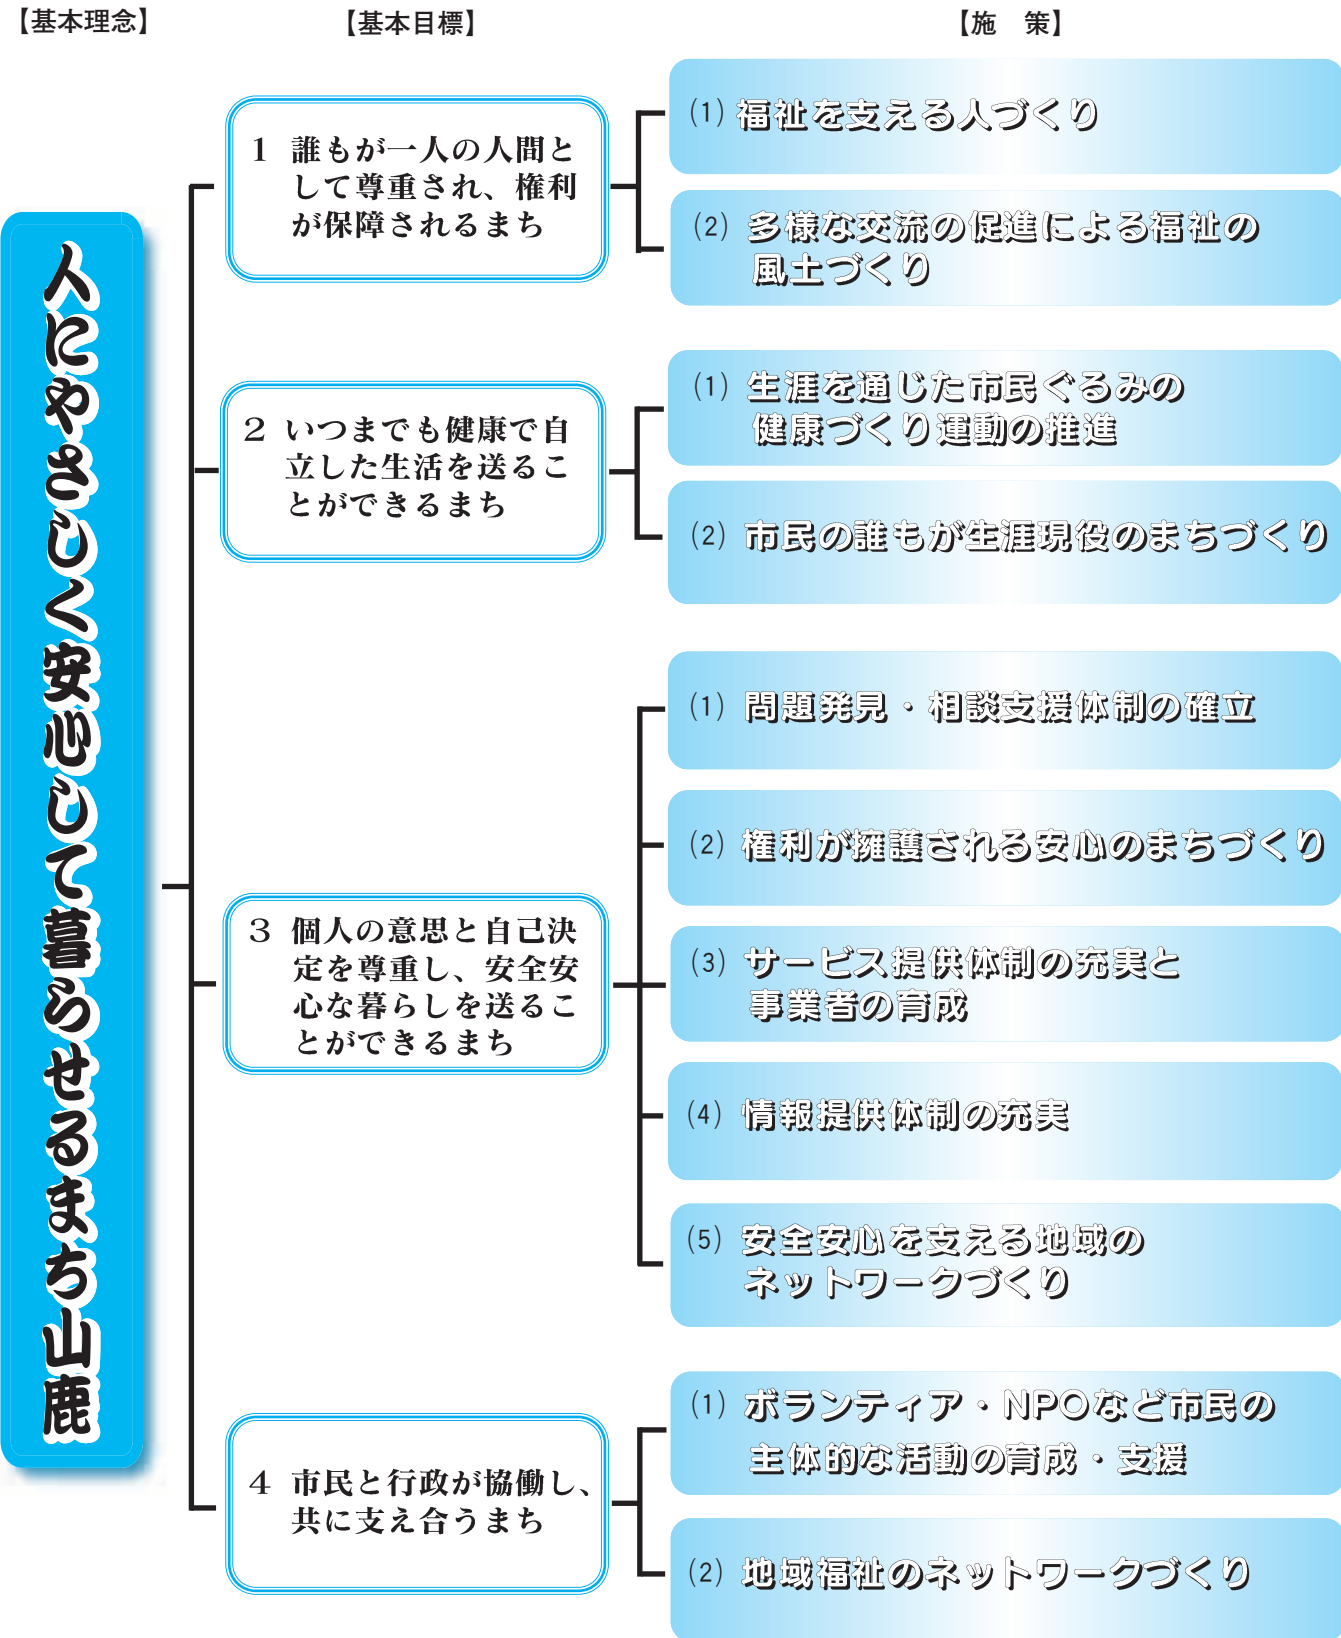 【基本理念】
【基本目標】
【施　策】
人にやさしく安心して暮らせるまち山鹿
1 誰もが一人の人間と
して尊重され、権利
が保障されるまち
(1) 福祉を支える人づくり
(2) 多様な交流の促進による福祉の
風土づくり
2 いつまでも健康で自
立した生活を送るこ
とができるまち
(1) 生涯を通じた市民ぐるみの
健康づくり運動の推進
(2) 市民の誰もが生涯現役のまちづくり
3 個人の意思と自己決
定を尊重し、安全安
心な暮らしを送るこ
とができるまち
(1) 問題発見・相談支援体制の確立
(2) 権利が擁護される安心のまちづくり
(3) サービス提供体制の充実と
事業者の育成
(4) 情報提供体制の充実
(5) 安全安心を支える地域の
ネットワークづくり
4 市民と行政が協働し、
共に支え合うまち
(1) ボランティア・NPOなど市民の
主体的な活動の育成・支援
(2) 地域福祉のネットワークづくり